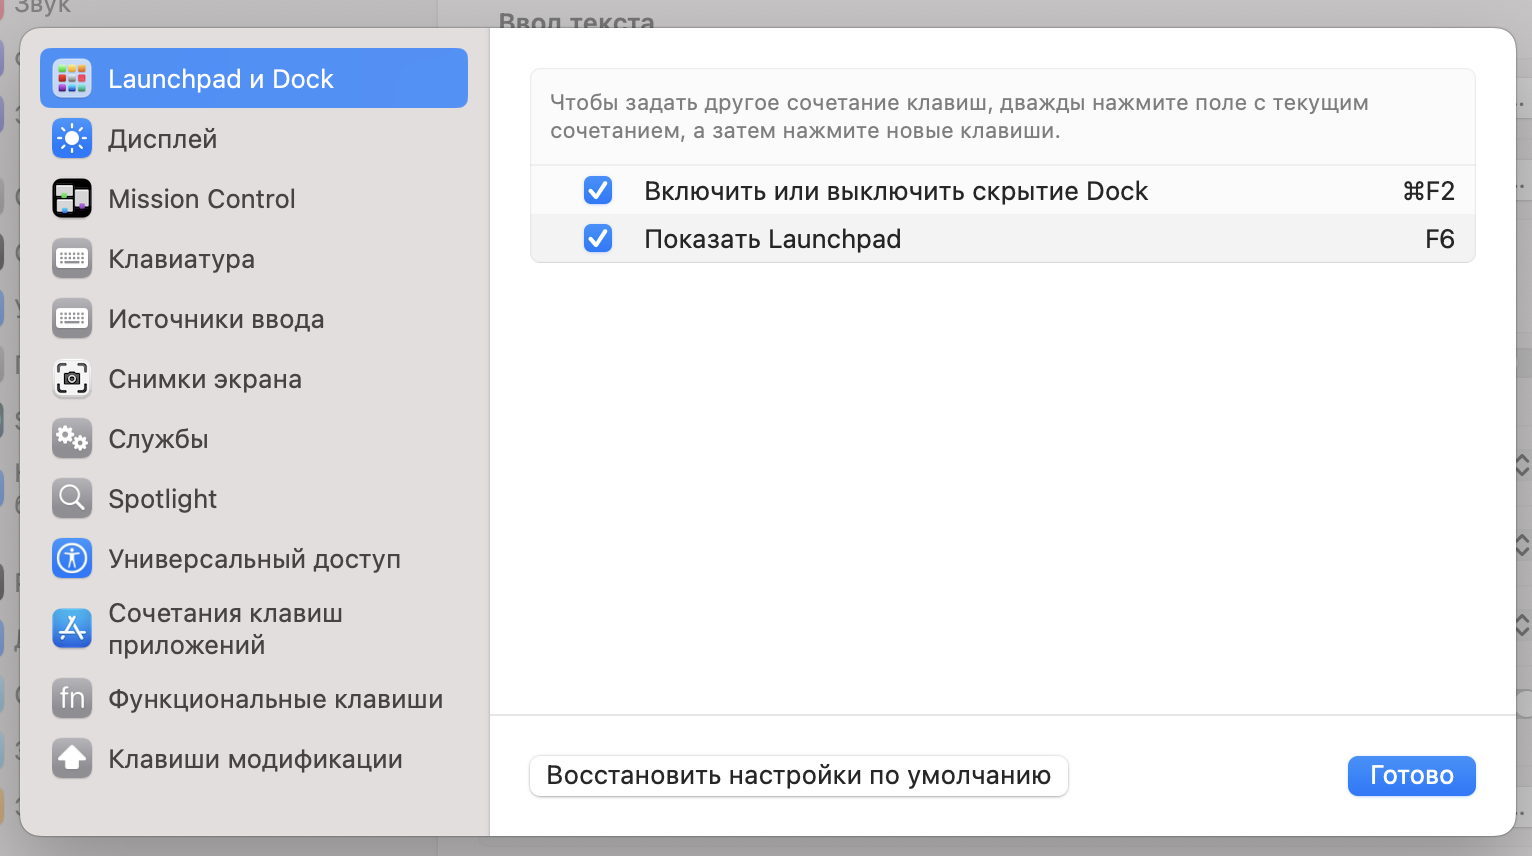 Звук
Ввод текста
Launchpad и Dock
Дисплей
Mission Control
Клавиатура
Источники ввода
Снимки экрана
Службы
Spotlight
Универсальный доступ
Сочетания клавиш
приложений
fn Функциональные клавиши
Клавиши модификации
Чтобы задать другое сочетание клавиш, дважды нажмите поле с текущим
сочетанием, а затем нажмите новые клавиши.
Включить или выключить скрытие Dock ⌘F2
Показать Launchpad F6
Восстановить настройки по умолчанию
Готово